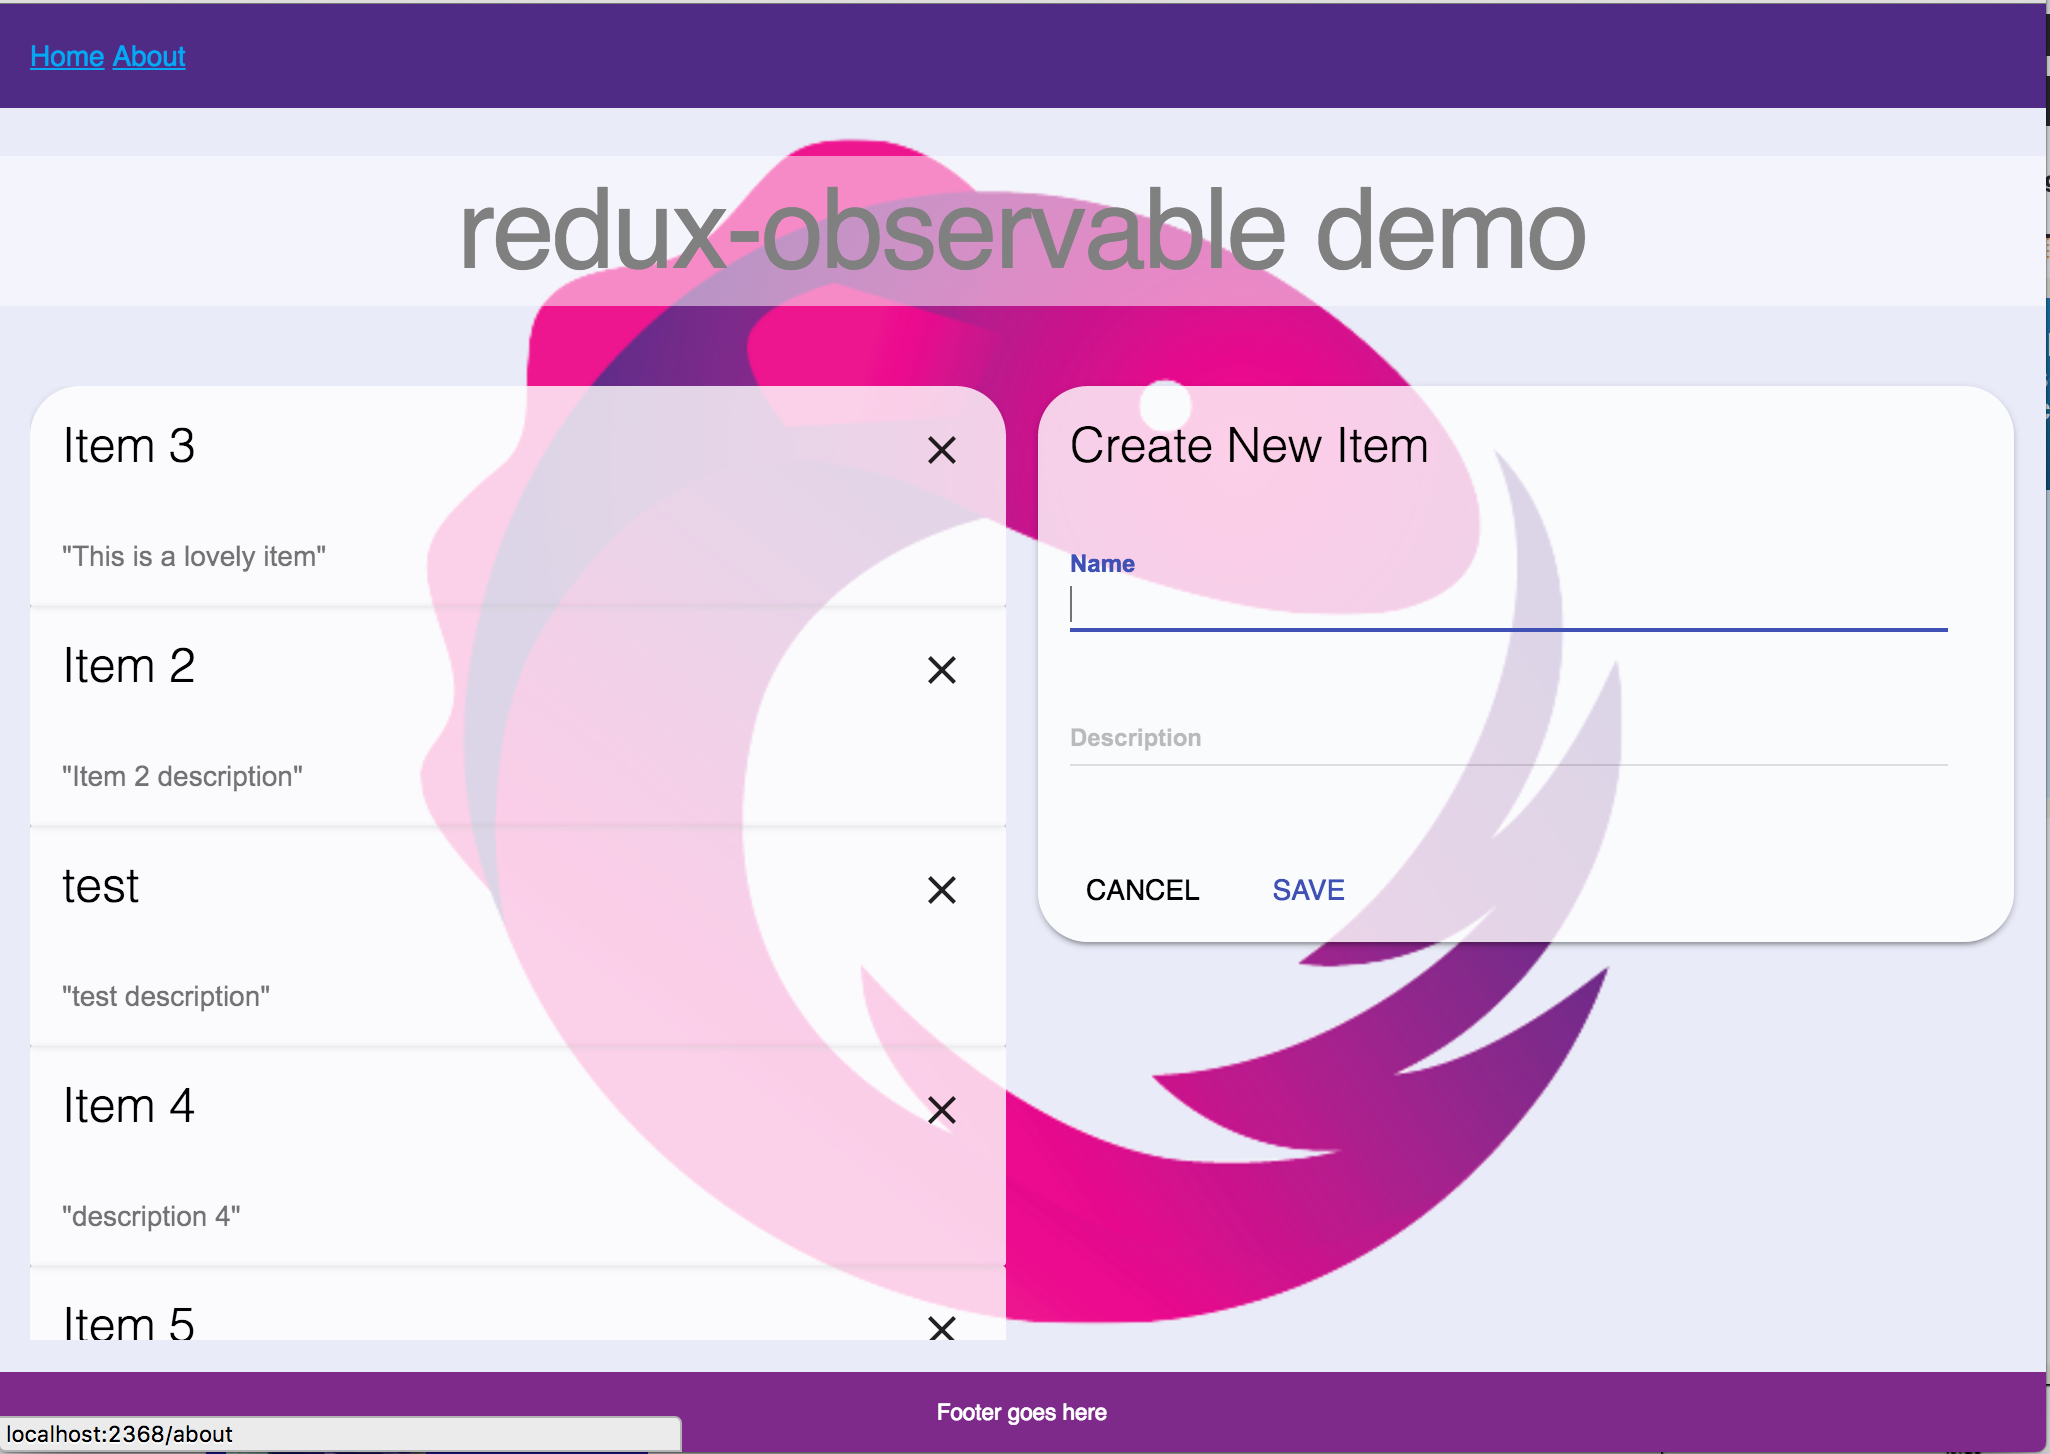 Home About
redux-observable demo
Item 3
"This is a lovely item"
Item 2
"Item 2 description"
test
"test description"
Item 4
"description 4"
Item 5
Create New Item
Name
Description
CANCEL SAVE
Footer goes here
localhost:2368/about